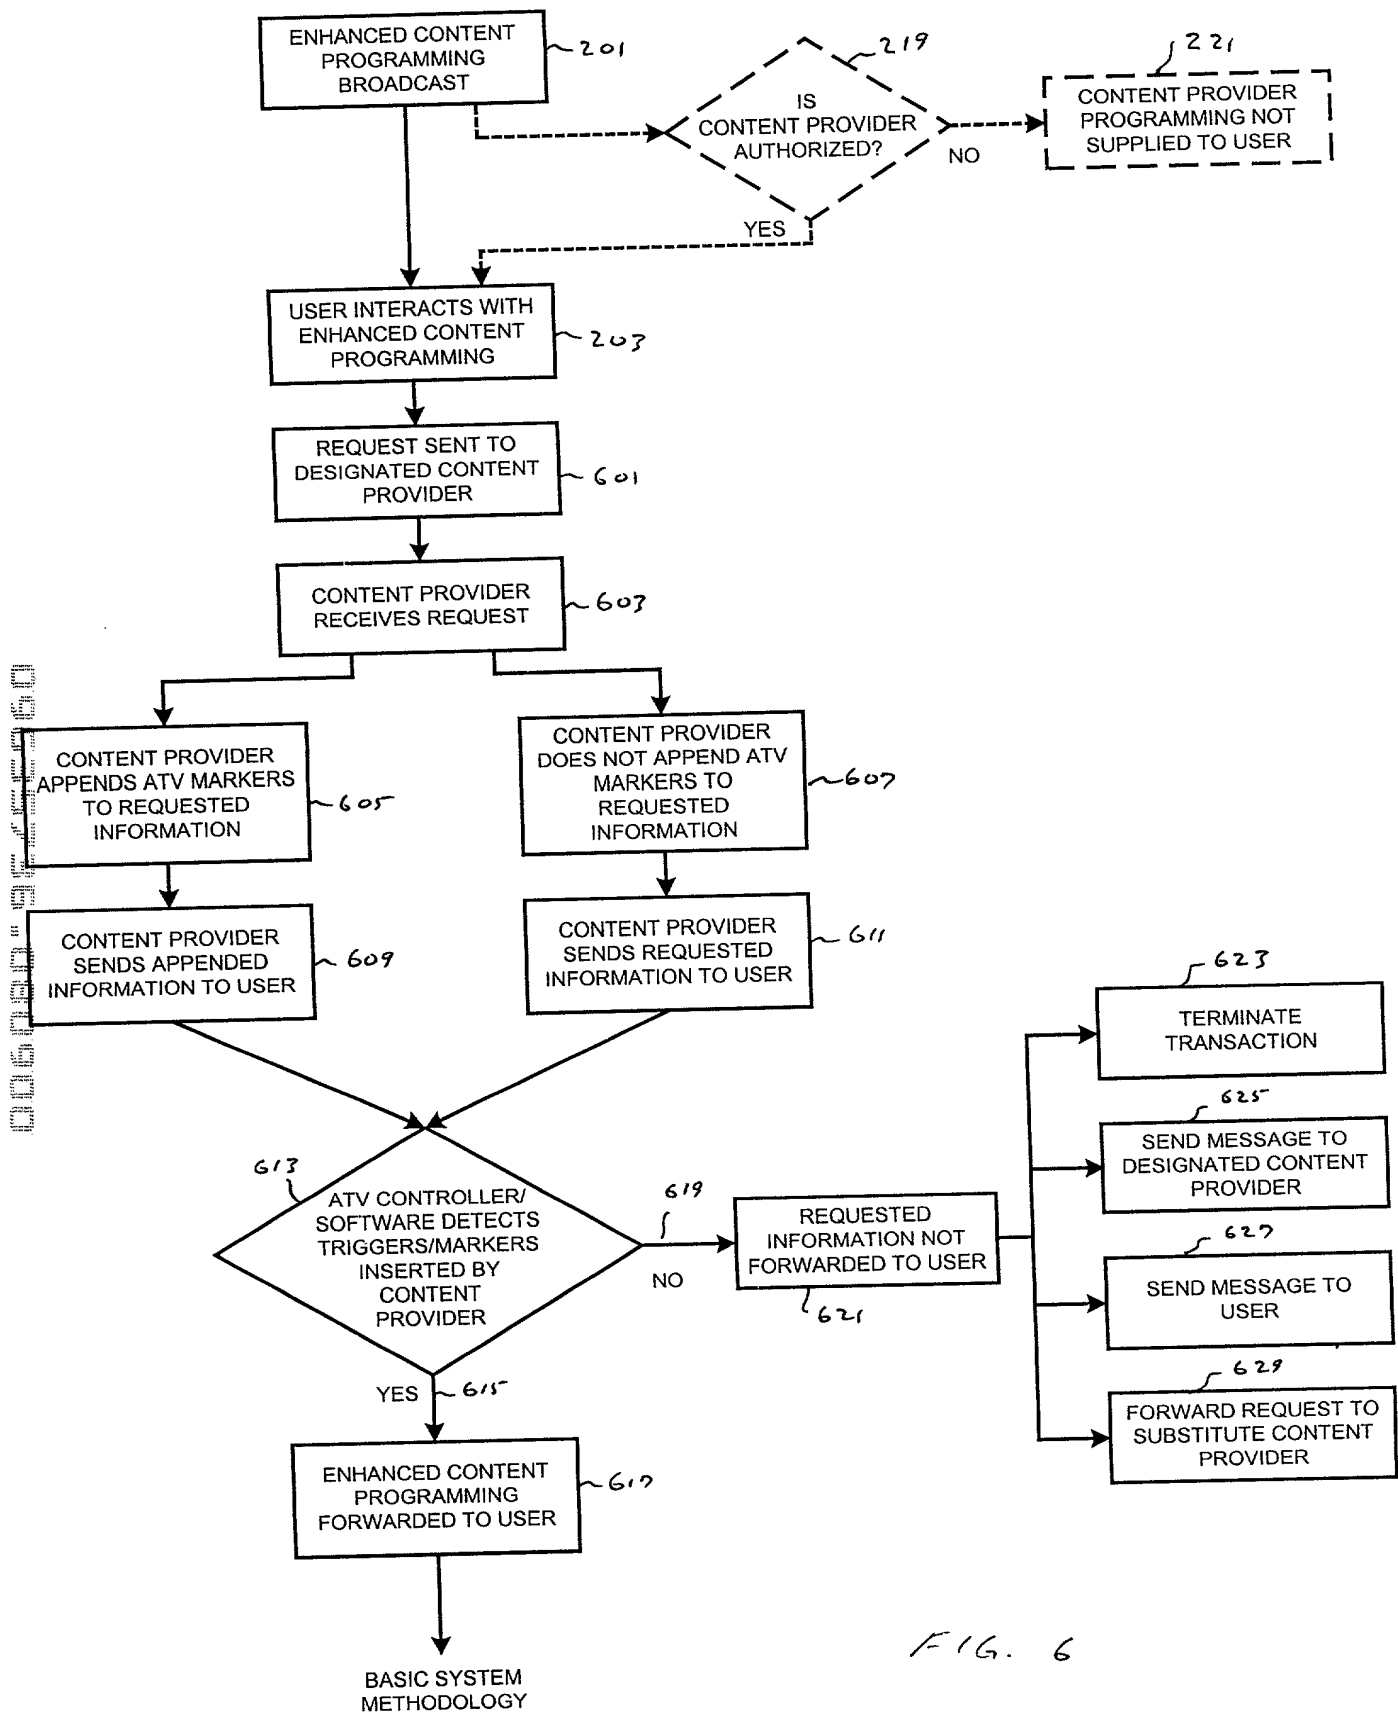 ENHANCED CONTENT
PROGRAMMING
BROADCAST
201
IS
CONTENT PROVIDER
AUTHORIZED?
219
NO
YES
CONTENT PROVIDER
PROGRAMMING NOT
SUPPLIED TO USER
221
USER INTERACTS WITH
ENHANCED CONTENT
PROGRAMMING
203
REQUEST SENT TO
DESIGNATED CONTENT
PROVIDER
601
CONTENT PROVIDER
RECEIVES REQUEST
603
CONTENT PROVIDER
APPENDS ATV MARKERS
TO REQUESTED
INFORMATION
605
CONTENT PROVIDER
DOES NOT APPEND ATV
MARKERS TO
REQUESTED
INFORMATION
607
CONTENT PROVIDER
SENDS APPENDED
INFORMATION TO USER
609
CONTENT PROVIDER
SENDS REQUESTED
INFORMATION TO USER
611
613
ATV CONTROLLER/
SOFTWARE DETECTS
TRIGGERS/MARKERS
INSERTED BY
CONTENT
PROVIDER
619
NO
REQUESTED
INFORMATION NOT
FORWARDED TO USER
621
623
TERMINATE
TRANSACTION
625
SEND MESSAGE TO
DESIGNATED CONTENT
PROVIDER
627
SEND MESSAGE TO
USER
629
FORWARD REQUEST TO
SUBSTITUTE CONTENT
PROVIDER
YES
615
ENHANCED CONTENT
PROGRAMMING
FORWARDED TO USER
617
BASIC SYSTEM
METHODOLOGY
FIG. 6